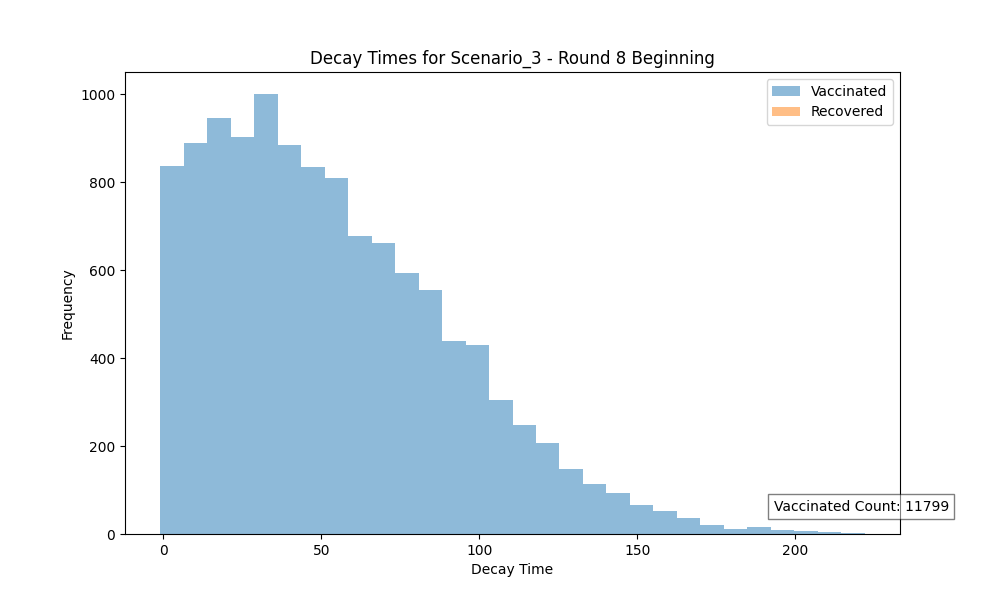 Decay Times for Scenario_3 - Round 8 Beginning
Vaccinated
Recovered
1000
800
600
400
200
0
Frequency
Vaccinated Count: 11799
0
50
100
150
200
Decay Time